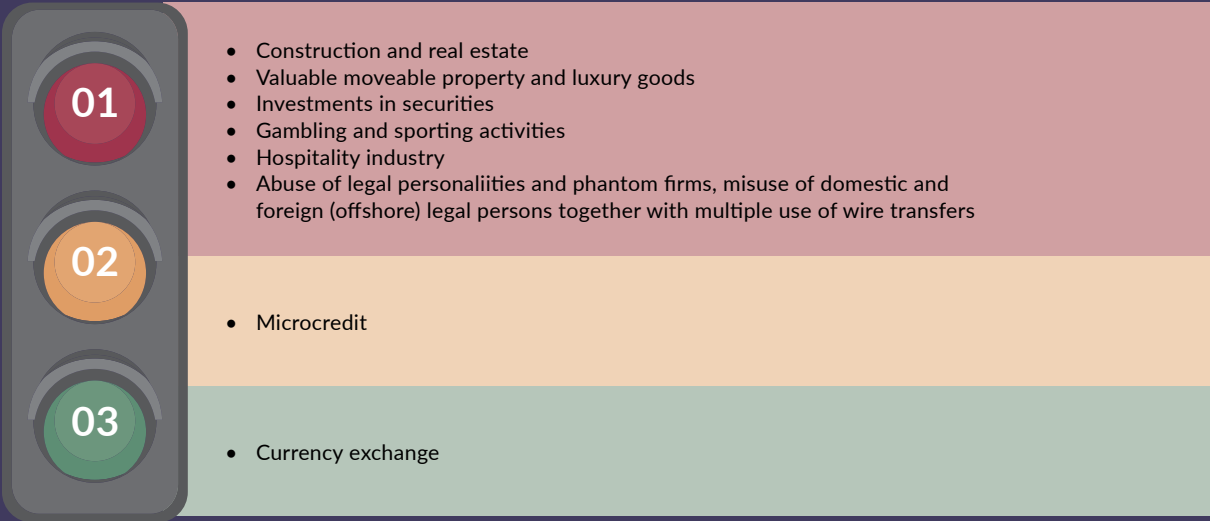 01
• Construction and real estate
• Valuable moveable property and luxury goods
• Investments in securities
• Gambling and sporting activities
• Hospitality industry
• Abuse of legal personaliities and phantom firms, misuse of domestic and
foreign (offshore) legal persons together with multiple use of wire transfers
02
• Microcredit
03
• Currency exchange